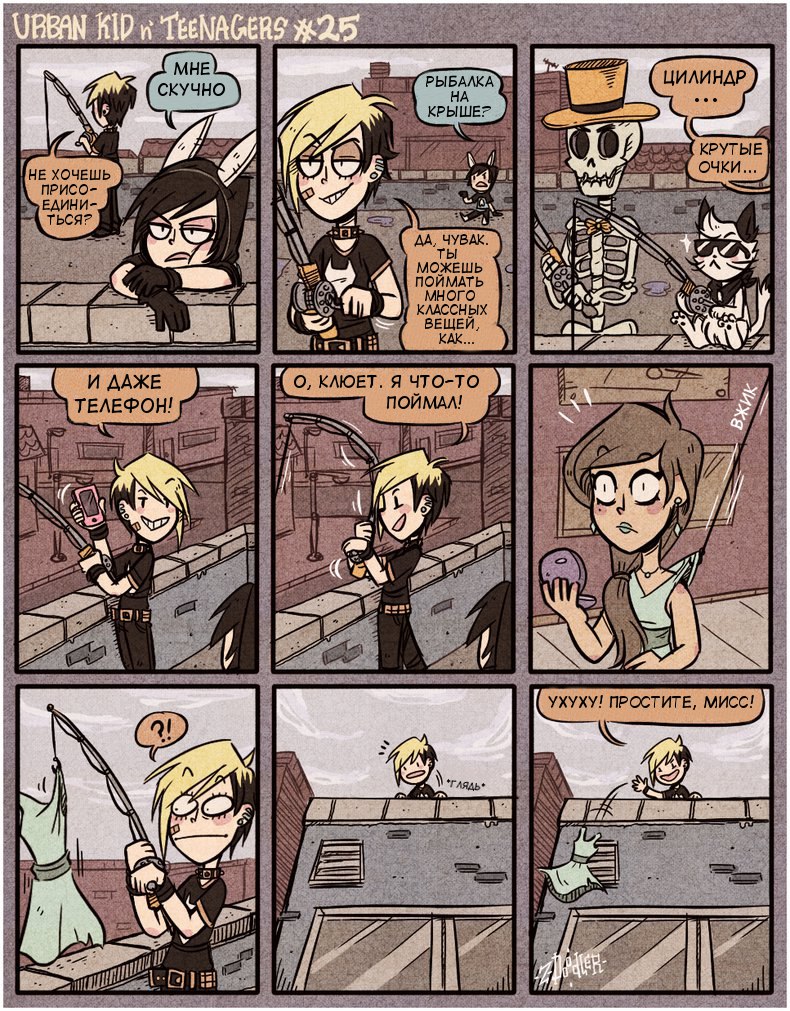 URBAN KID n' TEENAGERS #25
МНЕ
СКУЧНО
НЕ ХОЧЕШЬ
ПРИСО-
ЕДИНИ-
ТЬСЯ?
РЫБАЛКА
НА
КРЫШЕ?
ДА, ЧУВАК.
ТЫ
МОЖЕШЬ
ПОЙМАТЬ
МНОГО
КЛАССНЫХ
ВЕЩЕЙ,
КАК...
ЦИЛИНДР
...
КРУТЫЕ
ОЧКИ...
И ДАЖЕ
ТЕЛЕФОН!
О, КЛЮЕТ. Я ЧТО-ТО
ПОЙМАЛ!
ВЖИК
?!
*ГЛЯДЬ*
УХУХУ! ПРОСТИТЕ, МИСС!